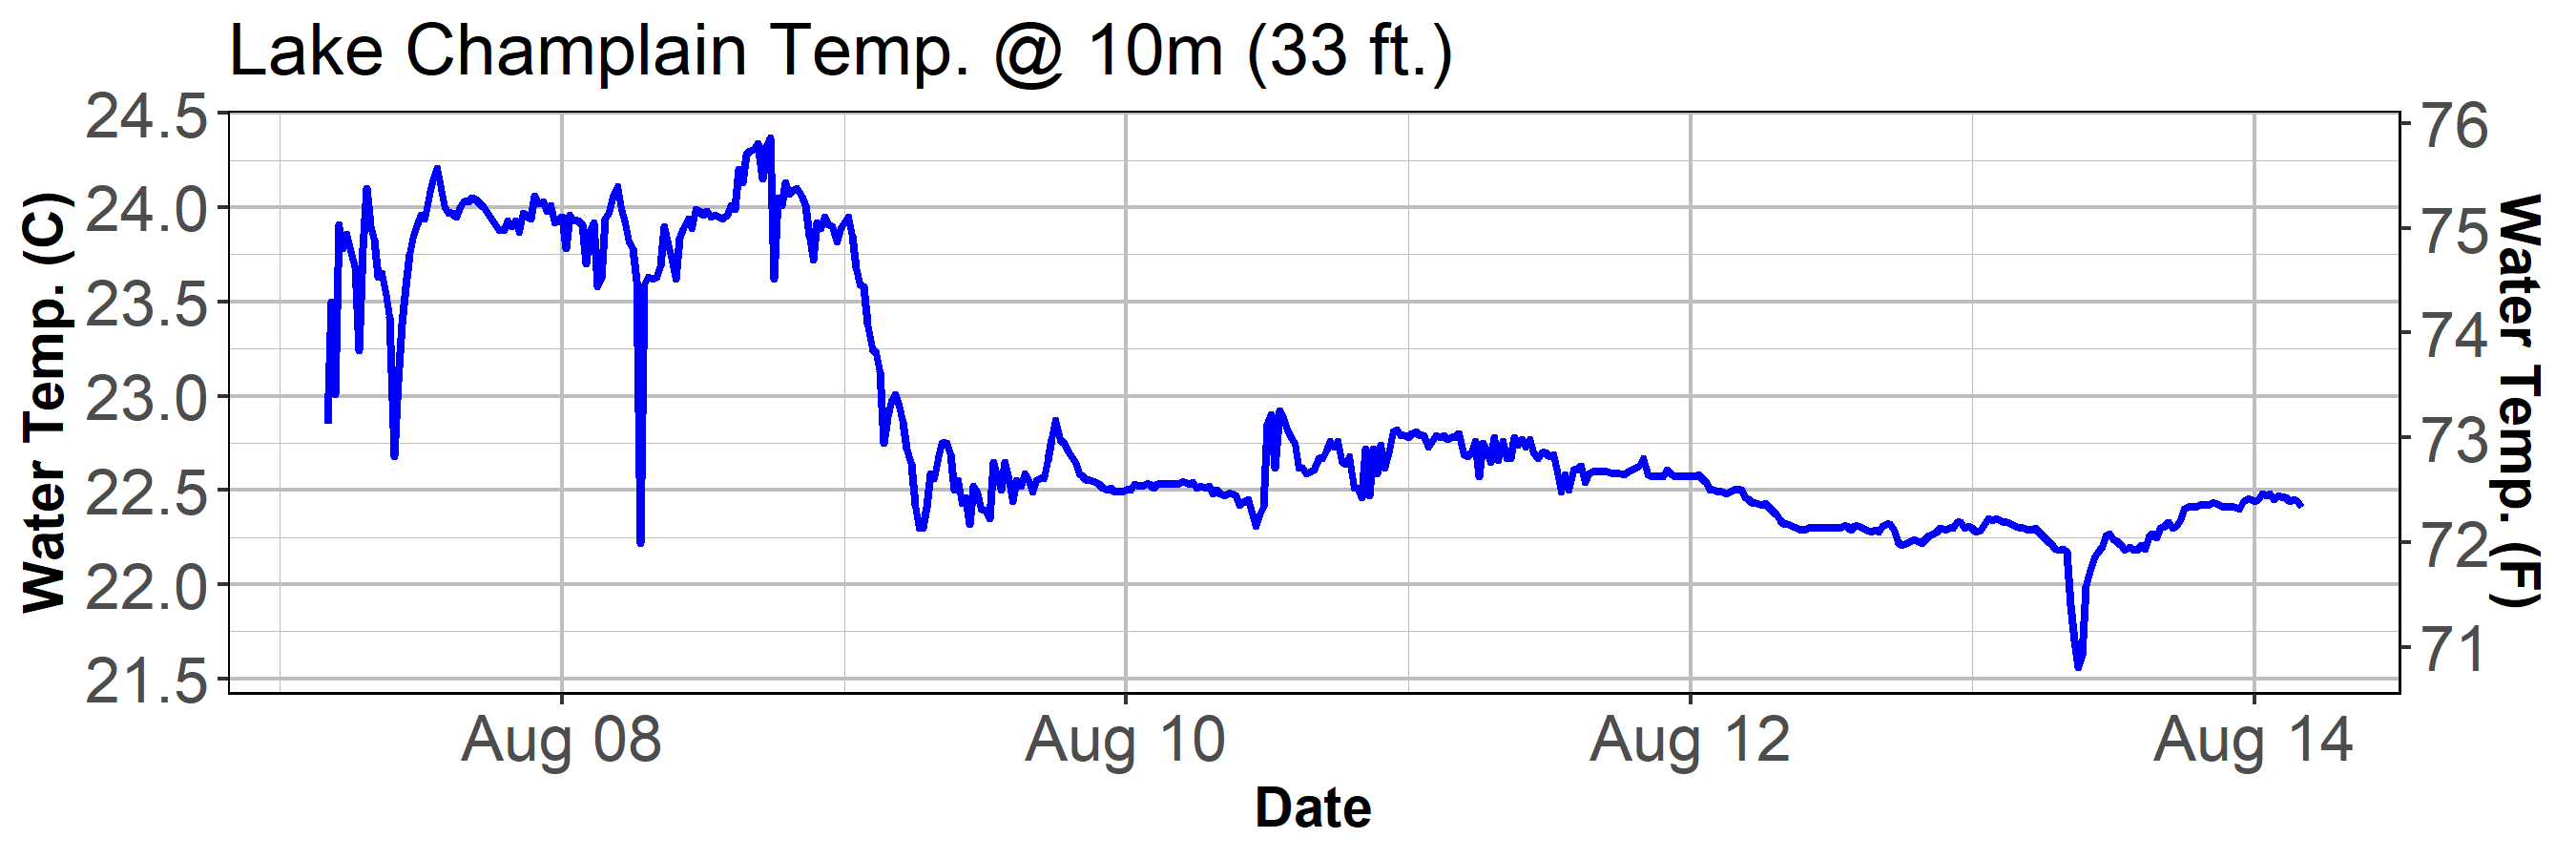 Lake Champlain Temp. @ 10m (33 ft.)
Water Temp. (C)
24.5
24.0
23.5
23.0
22.5
22.0
21.5
76
75
74
73
72
71
Water Temp. (F)
Aug 08
Aug 10
Aug 12
Aug 14
Date